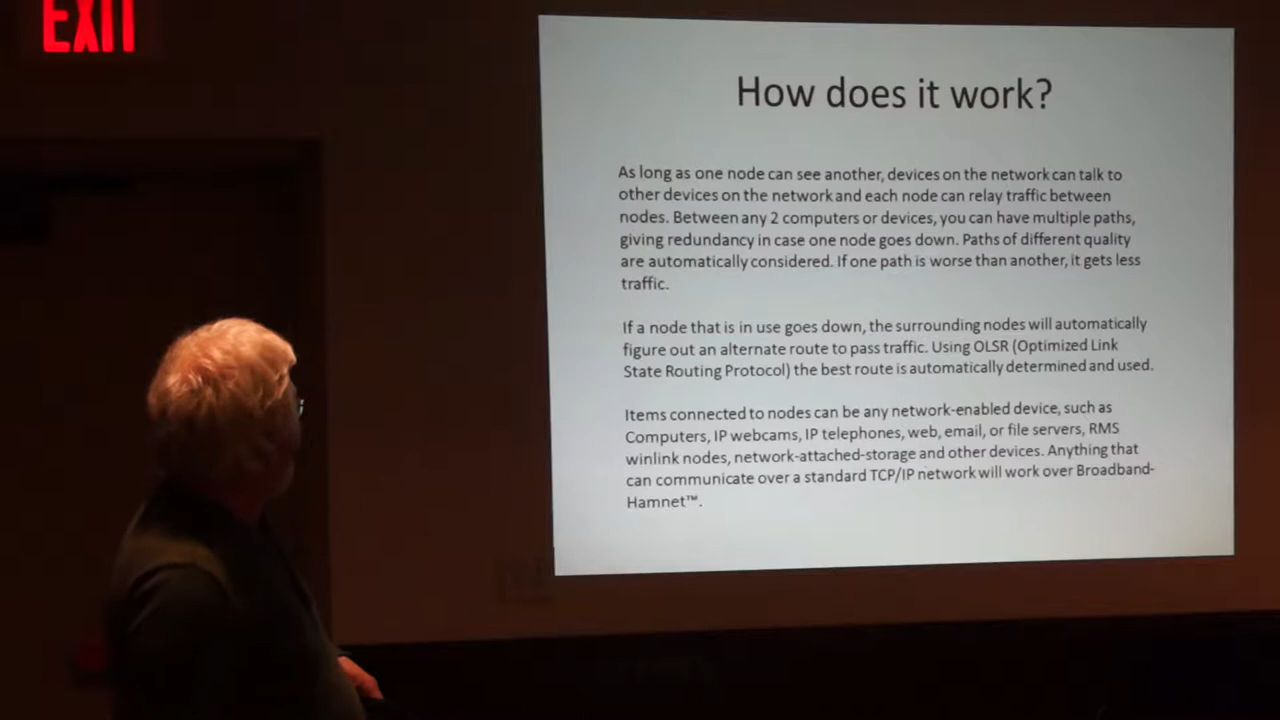 EXIT
How does it work?
As long as one node can see another, devices on the network can talk to
other devices on the network and each node can relay traffic between
nodes. Between any 2 computers or devices, you can have multiple paths,
giving redundancy in case one node goes down. Paths of different quality
are automatically considered. If one path is worse than another, it gets less
traffic.
If a node that is in use goes down, the surrounding nodes will automatically
figure out an alternate route to pass traffic. Using OLSR (Optimized Link
State Routing Protocol) the best route is automatically determined and used.
Items connected to nodes can be any network-enabled device, such as
Computers, IP webcams, IP telephones, web, email, or file servers, RMS
winlink nodes, network-attached-storage and other devices. Anything that
can communicate over a standard TCP/IP network will work over Broadband-
Hamnet™.